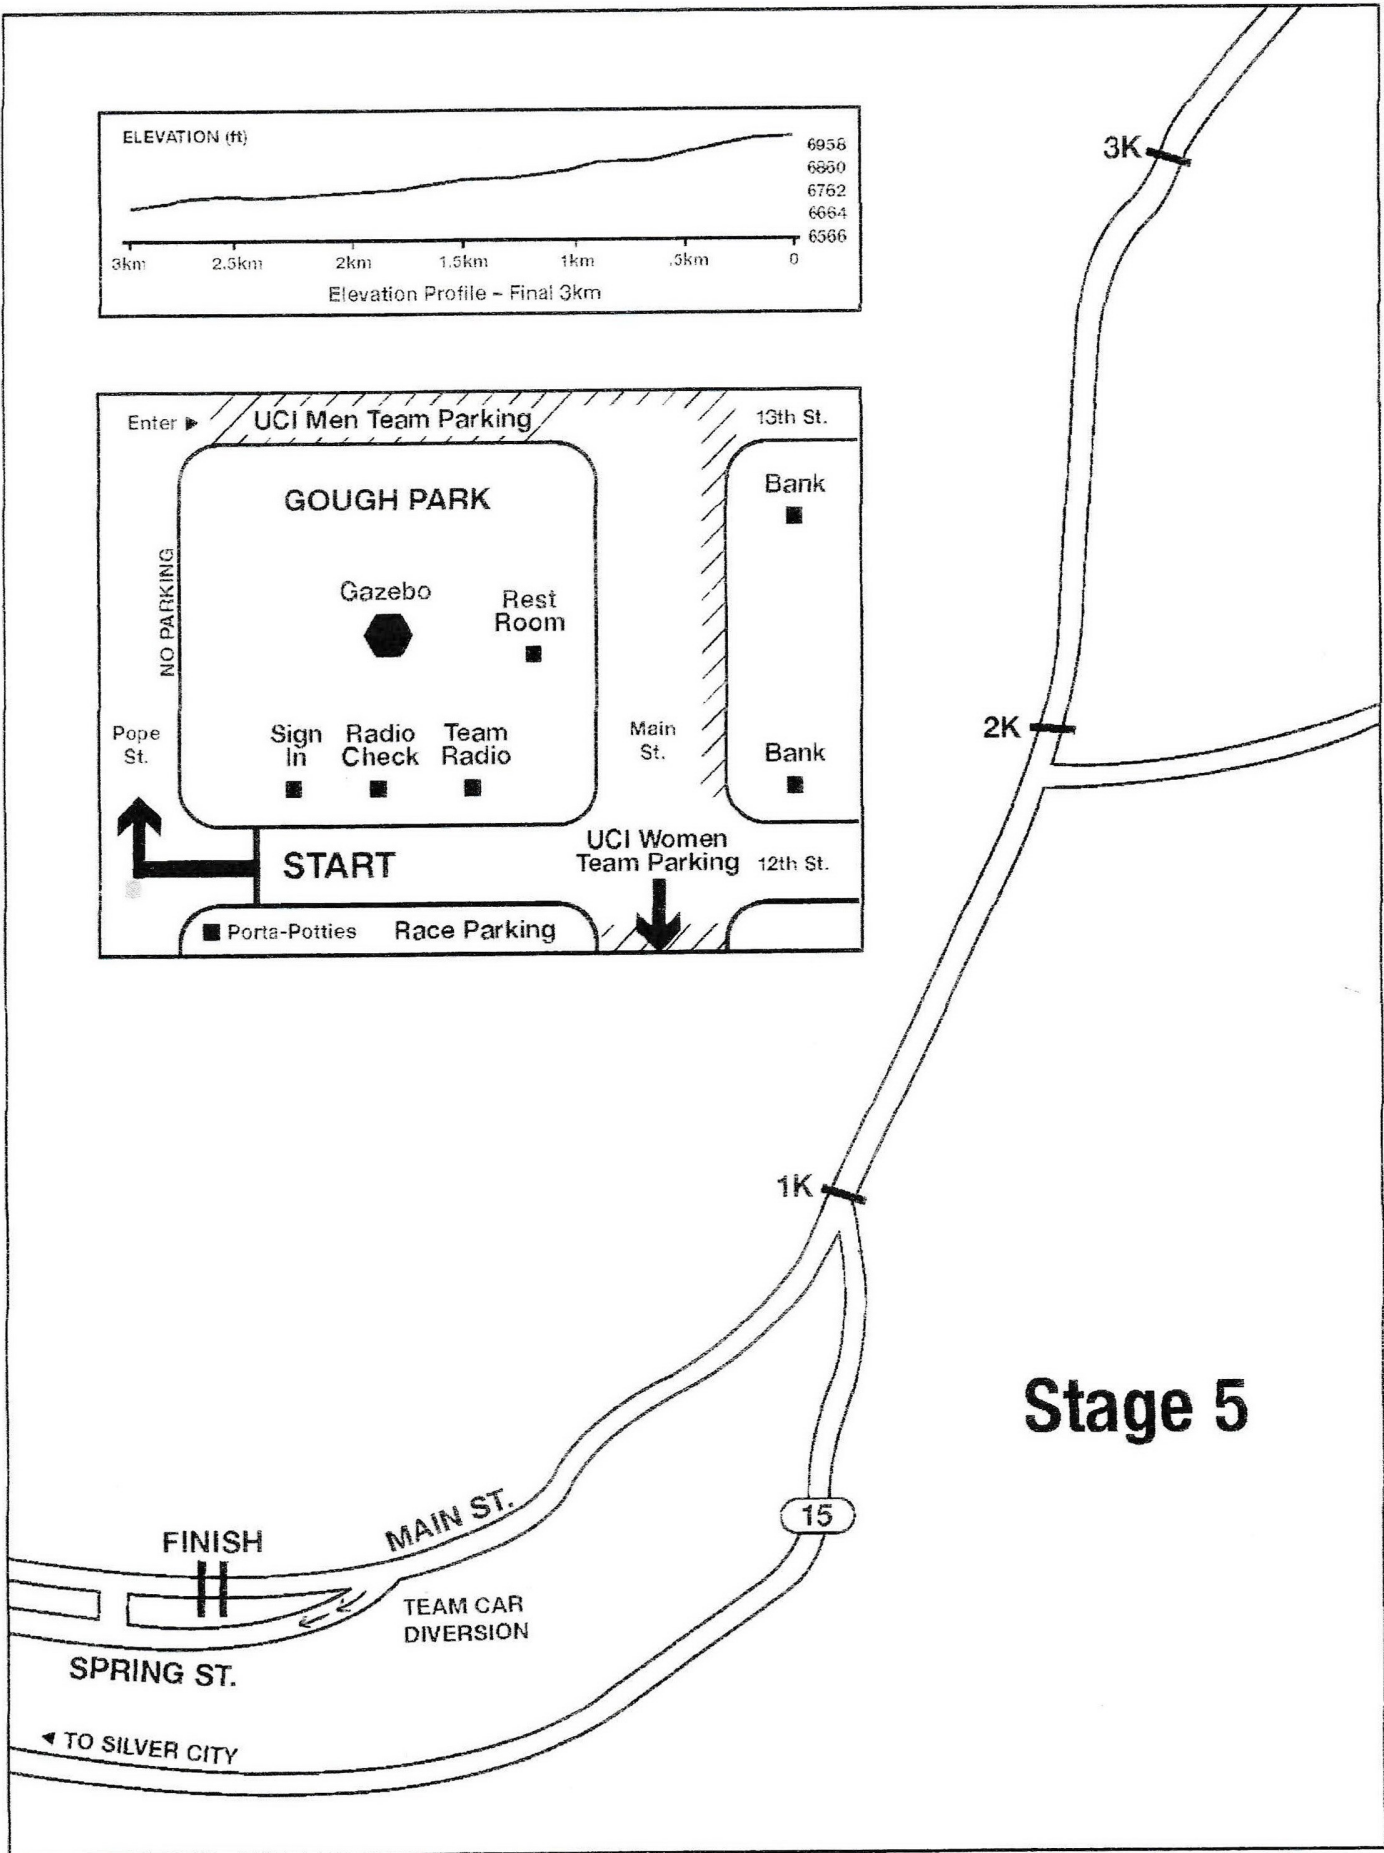 ELEVATION (ft)
6958
6860
6762
6664
6566
3km
2.5km
2km
1.5km
1km
.5km
0
Elevation Profile – Final 3km
3K
Enter ▶
UCI Men Team Parking
13th St.
GOUGH PARK
Bank
NO PARKING
Gazebo
Rest
Room
Pope
St.
Sign
In
Radio
Check
Team
Radio
Main
St.
Bank
2K
START
UCI Women
Team Parking
12th St.
Porta-Potties
Race Parking
1K
Stage 5
15
MAIN ST.
FINISH
TEAM CAR
DIVERSION
SPRING ST.
◀ TO SILVER CITY